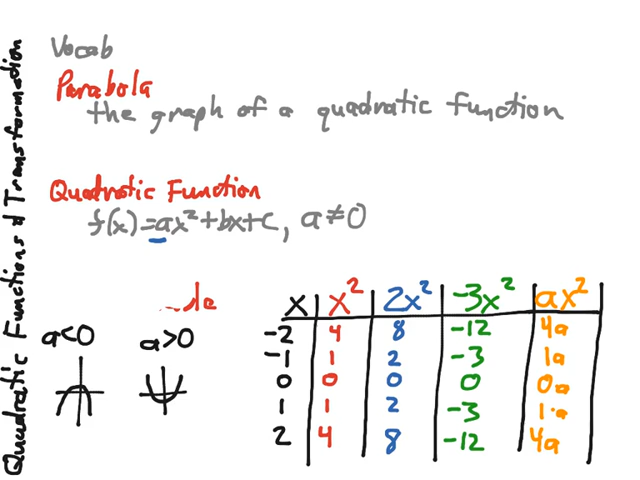 Quadratic Functions & Transformation
Vocab
Parabola
the graph of a quadratic function
Quadratic Function
f(x)=ax²+bx+c, a≠0
a<0 a>0
x | x² | 2x² | -3x² | ax²
-2 | 4 | 8 | -12 | 4a
-1 | 1 | 2 | -3 | 1a
0 | 0 | 0 | 0 | 0a
1 | 1 | 2 | -3 | 1·a
2 | 4 | 8 | -12 | 4a